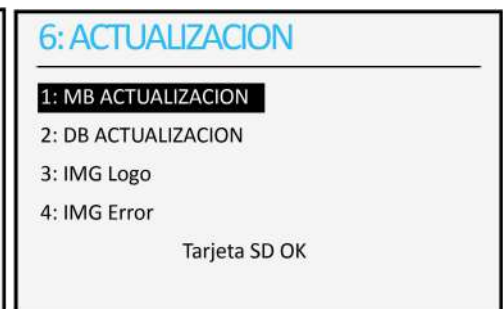 6: ACTUALIZACION
1: MB ACTUALIZACION
2: DB ACTUALIZACION
3: IMG Logo
4: IMG Error
Tarjeta SD OK